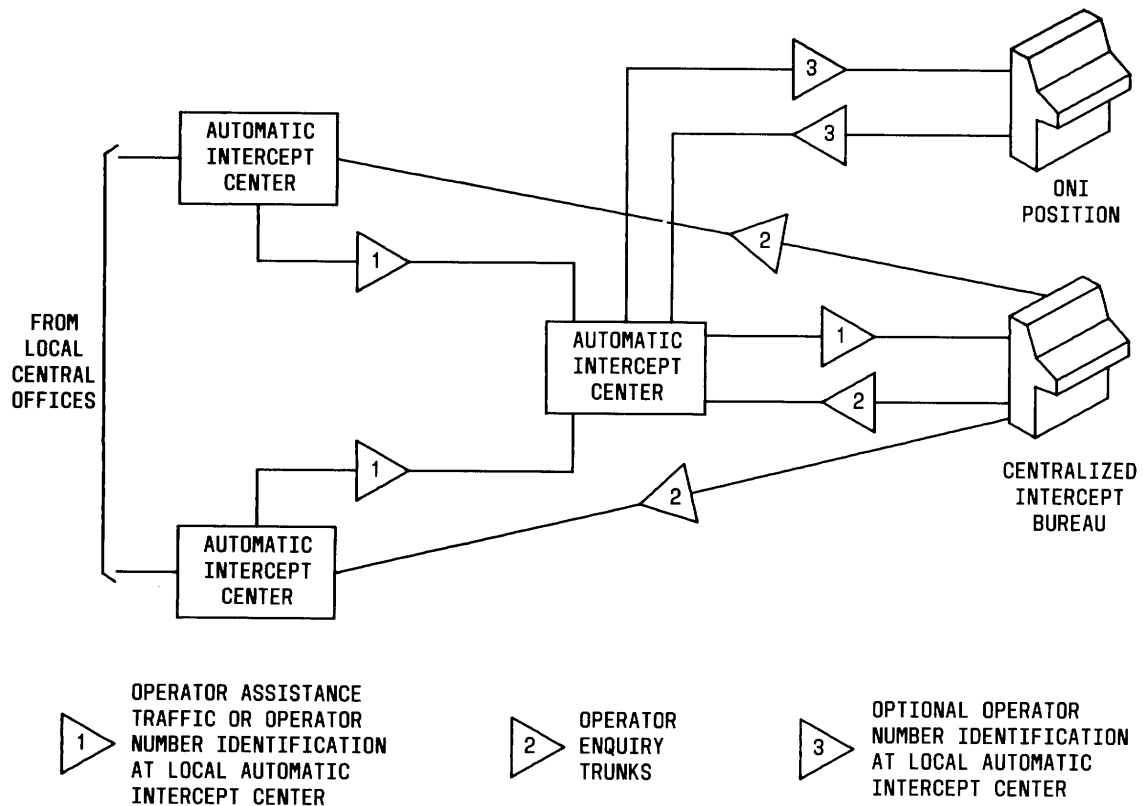 3
3
AUTOMATIC
INTERCEPT
CENTER
ONI
POSITION
2
1
FROM
LOCAL
CENTRAL
OFFICES
AUTOMATIC
INTERCEPT
CENTER
1
2
1
2
CENTRALIZED
INTERCEPT
BUREAU
AUTOMATIC
INTERCEPT
CENTER
1
OPERATOR ASSISTANCE
TRAFFIC OR OPERATOR
NUMBER IDENTIFICATION
AT LOCAL AUTOMATIC
INTERCEPT CENTER
2
OPERATOR
ENQUIRY
TRUNKS
3
OPTIONAL OPERATOR
NUMBER IDENTIFICATION
AT LOCAL AUTOMATIC
INTERCEPT CENTER